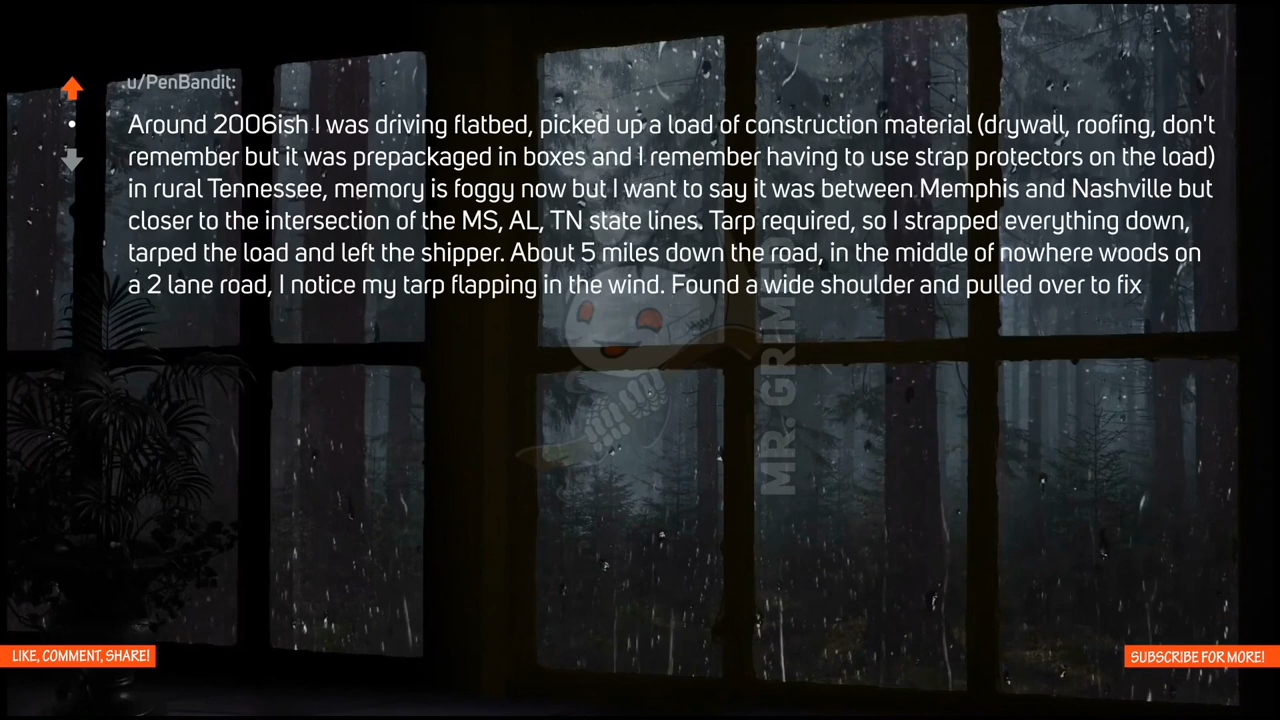 .u/PenBandit:
Around 2006ish I was driving flatbed, picked up a load of construction material (drywall, roofing, don't
remember but it was prepackaged in boxes and I remember having to use strap protectors on the load)
in rural Tennessee, memory is foggy now but I want to say it was between Memphis and Nashville but
closer to the intersection of the MS, AL, TN state lines. Tarp required, so I strapped everything down,
tarped the load and left the shipper. About 5 miles down the road, in the middle of nowhere woods on
a 2 lane road, I notice my tarp flapping in the wind. Found a wide shoulder and pulled over to fix
MR. GRIMED
LIKE, COMMENT, SHARE!
SUBSCRIBE FOR MORE!